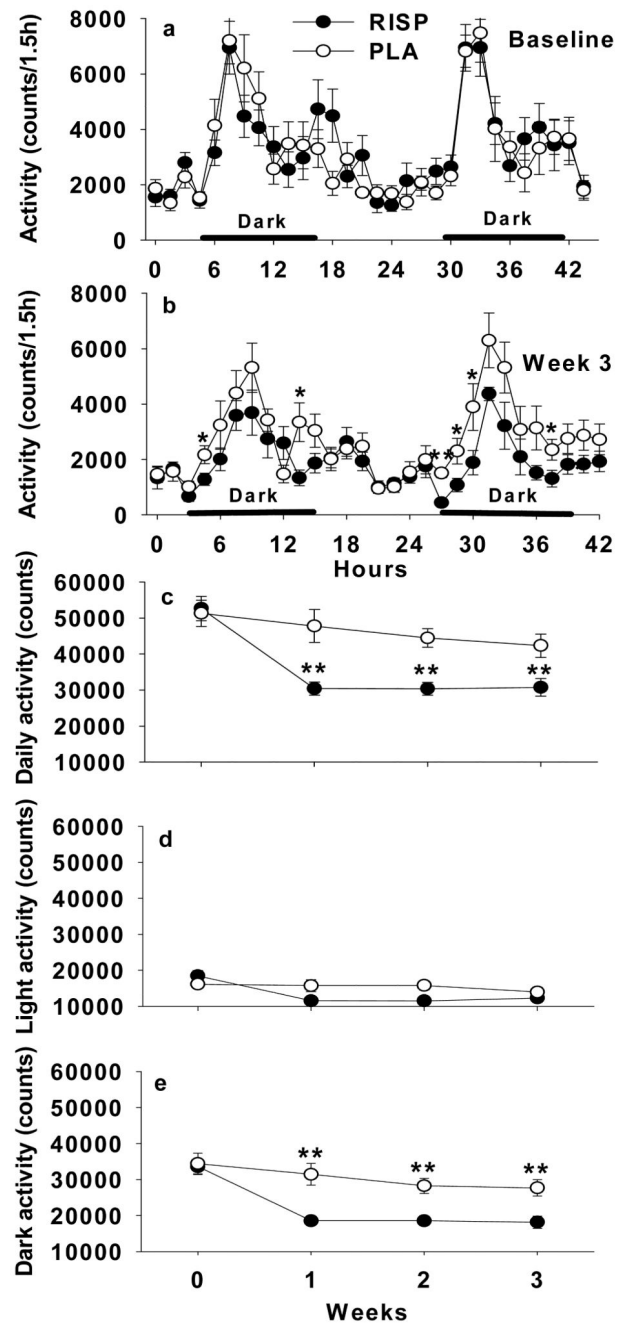 a
RISP
PLA
Baseline
Activity (counts/1.5h)
8000
6000
4000
2000
0
Dark
Dark
0 6 12 18 24 30 36 42
b
Week 3
Activity (counts/1.5h)
8000
6000
4000
2000
0
*
*
**
*
*
*
Dark
Dark
0 6 12 18 24 30 36 42
Hours
c
Daily activity (counts)
60000
50000
40000
30000
20000
10000
** ** **
d
Light activity (counts)
60000
50000
40000
30000
20000
10000
e
Dark activity (counts)
60000
50000
40000
30000
20000
10000
** ** **
0 1 2 3
Weeks